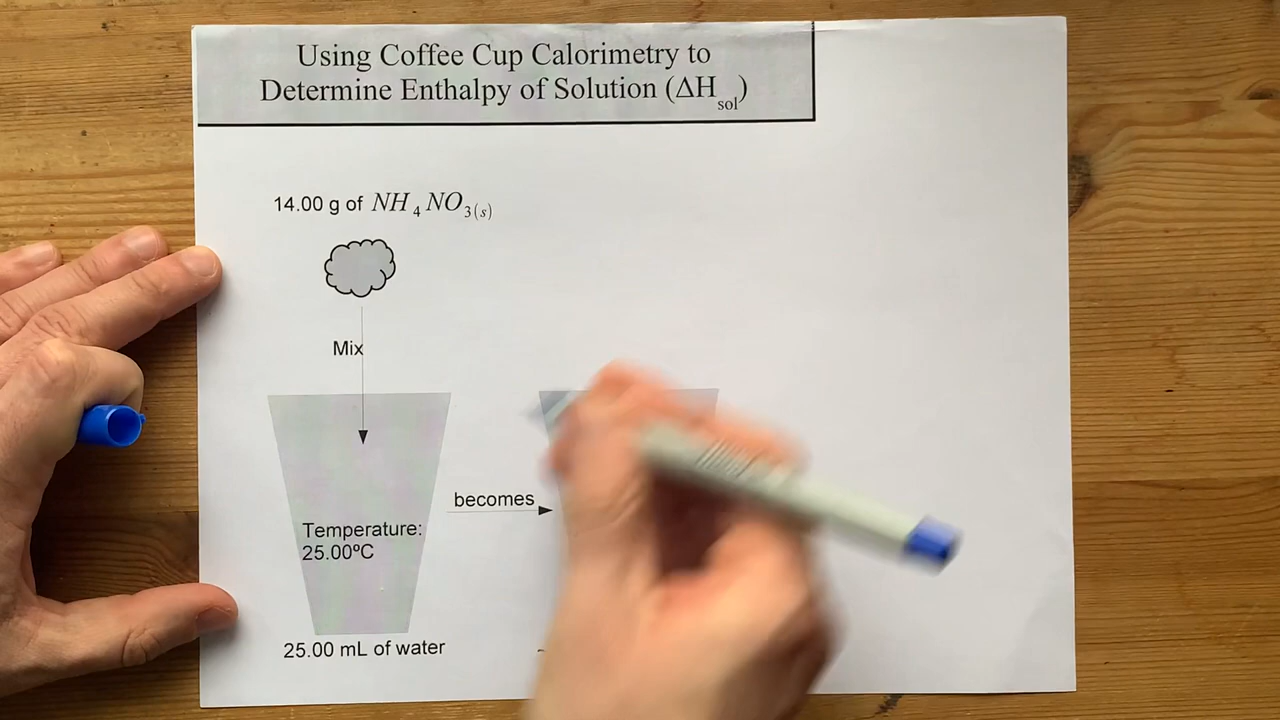 Using Coffee Cup Calorimetry to
Determine Enthalpy of Solution (ΔH_sol)
14.00 g of NH₄NO₃₍ₛ₎
Mix
becomes
Temperature:
25.00ºC
25.00 mL of water